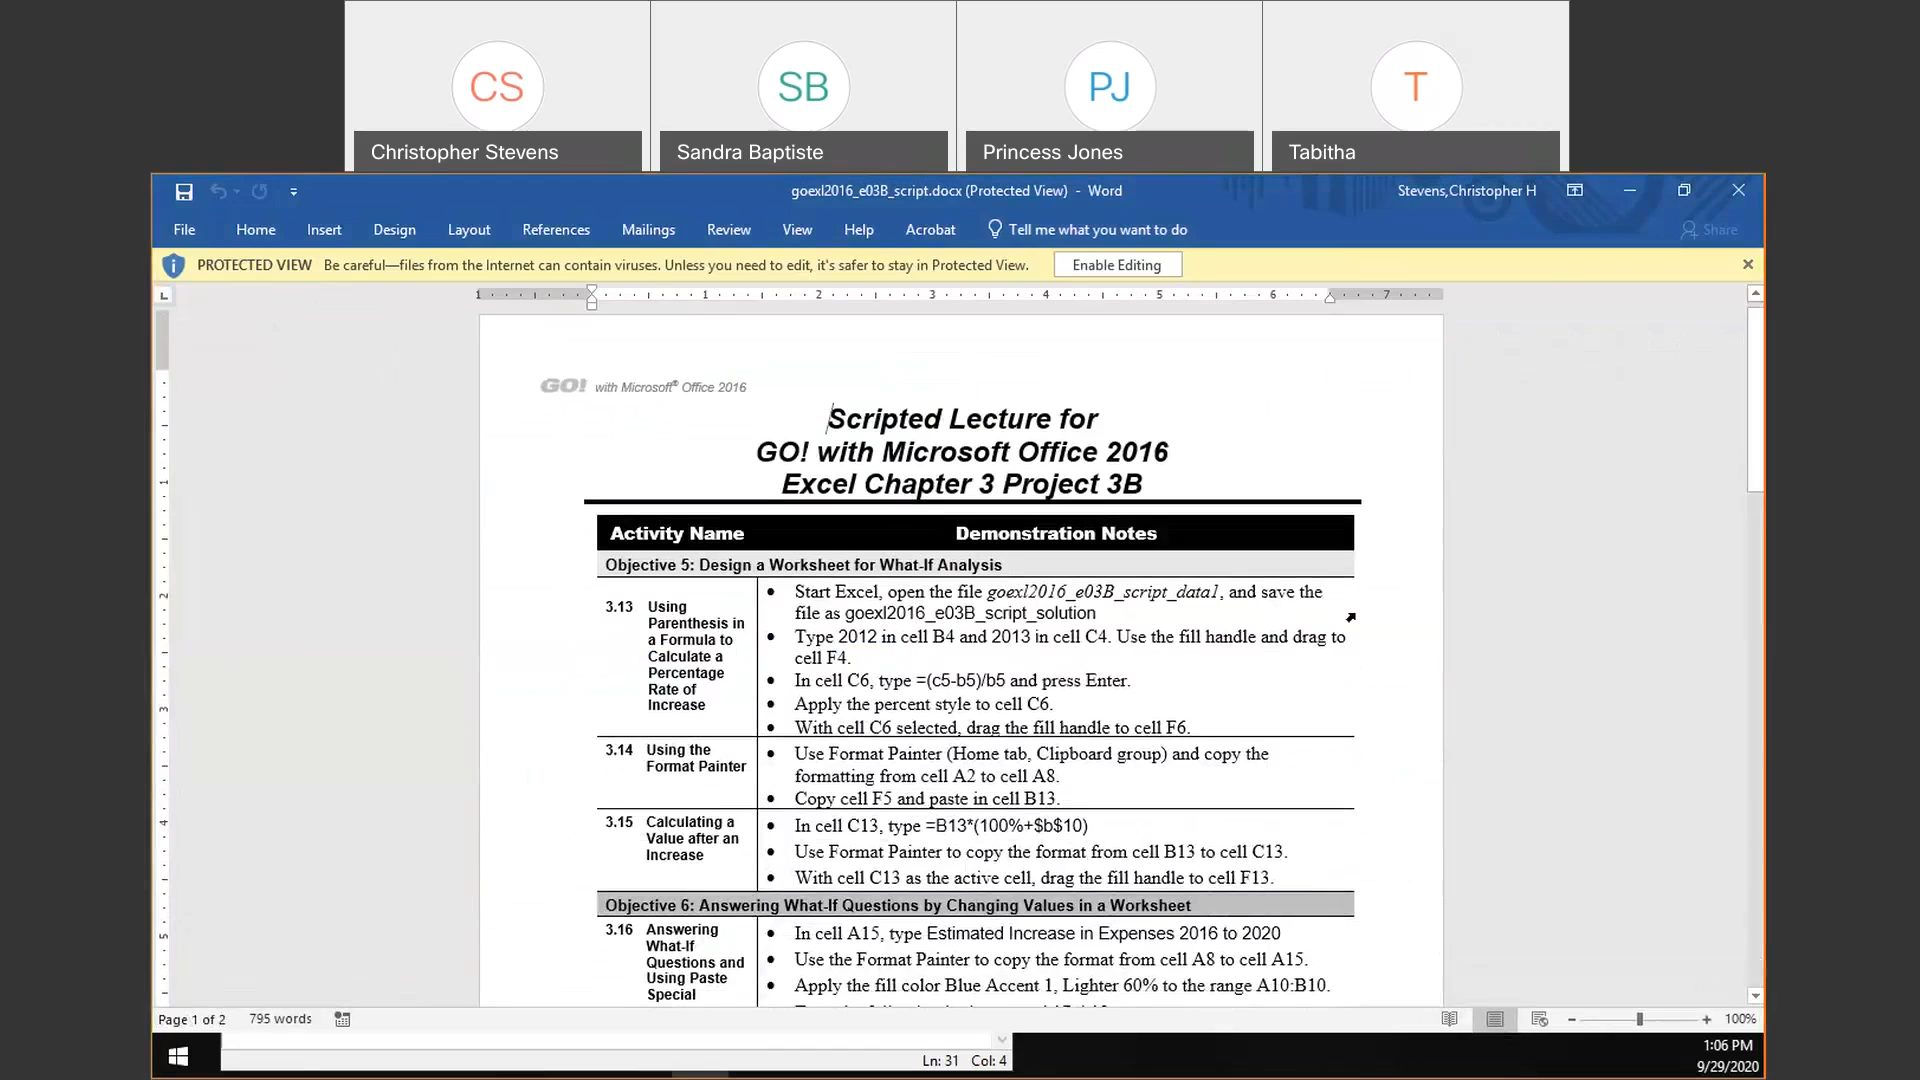 CS SB PJ T
Christopher Stevens Sandra Baptiste Princess Jones Tabitha
goexl2016_e03B_script.docx (Protected View) - Word Stevens,Christopher H
File Home Insert Design Layout References Mailings Review View Help Acrobat Tell me what you want to do Share
PROTECTED VIEW Be careful—files from the Internet can contain viruses. Unless you need to edit, it's safer to stay in Protected View. Enable Editing
1 1 2 3 4 5 6 7
GO! with Microsoft® Office 2016
Scripted Lecture for
GO! with Microsoft Office 2016
Excel Chapter 3 Project 3B
Activity Name Demonstration Notes
Objective 5: Design a Worksheet for What-If Analysis
3.13 Using
Parenthesis in
a Formula to
Calculate a
Percentage
Rate of
Increase
• Start Excel, open the file goexl2016_e03B_script_data1, and save the
file as goexl2016_e03B_script_solution
• Type 2012 in cell B4 and 2013 in cell C4. Use the fill handle and drag to
cell F4.
• In cell C6, type =(c5-b5)/b5 and press Enter.
• Apply the percent style to cell C6.
• With cell C6 selected, drag the fill handle to cell F6.
3.14 Using the
Format Painter
• Use Format Painter (Home tab, Clipboard group) and copy the
formatting from cell A2 to cell A8.
• Copy cell F5 and paste in cell B13.
3.15 Calculating a
Value after an
Increase
• In cell C13, type =B13*(100%+$b$10)
• Use Format Painter to copy the format from cell B13 to cell C13.
• With cell C13 as the active cell, drag the fill handle to cell F13.
Objective 6: Answering What-If Questions by Changing Values in a Worksheet
3.16 Answering
What-If
Questions and
Using Paste
Special
• In cell A15, type Estimated Increase in Expenses 2016 to 2020
• Use the Format Painter to copy the format from cell A8 to cell A15.
• Apply the fill color Blue Accent 1, Lighter 60% to the range A10:B10.
1
2
3
4
5
Page 1 of 2 795 words 100%
Ln: 31 Col: 4
1:06 PM
9/29/2020